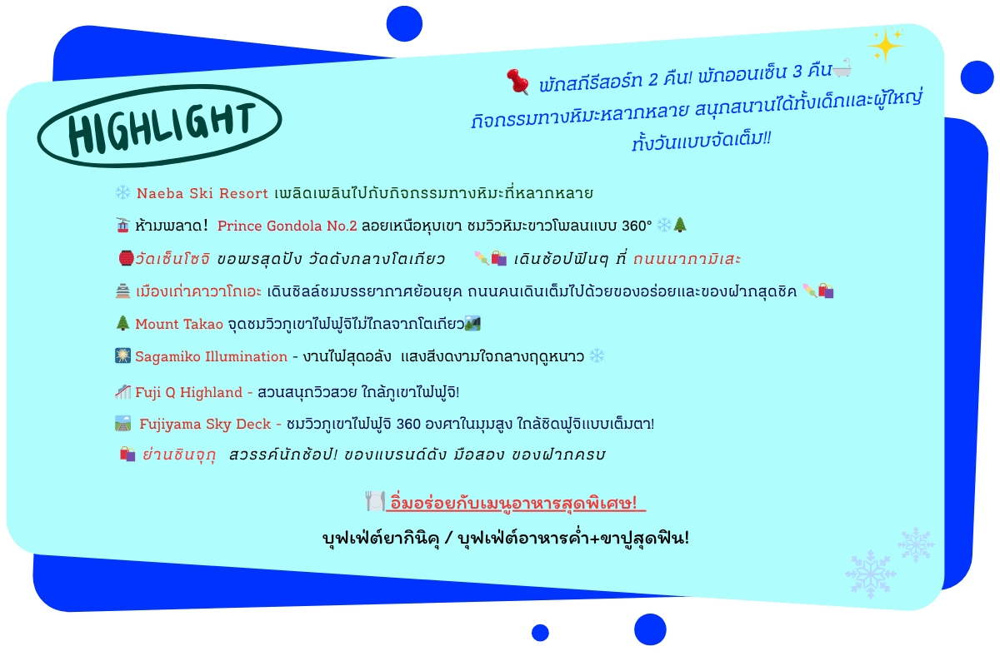 HIGHLIGHT
พักสกีรีสอร์ท 2 คืน! พักออนเซ็น 3 คืน
กิจกรรมทางหิมะหลากหลาย สนุกสนานได้ทั้งเด็กและผู้ใหญ่
ทั้งวันแบบจัดเต็ม!!
Naeba Ski Resort เพลิดเพลินไปกับกิจกรรมทางหิมะที่หลากหลาย
ห้ามพลาด! Prince Gondola No.2 ลอยเหนือหุบเขา ชมวิวหิมะขาวโพลนแบบ 360°
วัดเซ็นโซจิ ขอพรสุดปัง วัดดังกลางโตเกียว เดินช้อปฟินๆ ที่ ถนนนากามิเสะ
เมืองเก่าคาวาโกเอะ เดินชิลล์ชมบรรยากาศย้อนยุค ถนนคนเดินเต็มไปด้วยของอร่อยและของฝากสุดชิค
Mount Takao จุดชมวิวภูเขาไฟฟูจิไม่ไกลจากโตเกียว
Sagamiko Illumination - งานไฟสุดอลัง แสงสีงดงามใจกลางฤดูหนาว
Fuji Q Highland - สวนสนุกวิวสวย ใกล้ภูเขาไฟฟูจิ!
Fujiyama Sky Deck - ชมวิวภูเขาไฟฟูจิ 360 องศาในมุมสูง ใกล้ชิดฟูจิแบบเต็มตา!
ย่านชินจูกุ สวรรค์นักช้อป! ของแบรนด์ดัง มือสอง ของฝากครบ
อิ่มอร่อยกับเมนูอาหารสุดพิเศษ!
บุฟเฟ่ต์ยากินิคุ / บุฟเฟ่ต์อาหารค่ำ+ขาปูสุดฟิน!